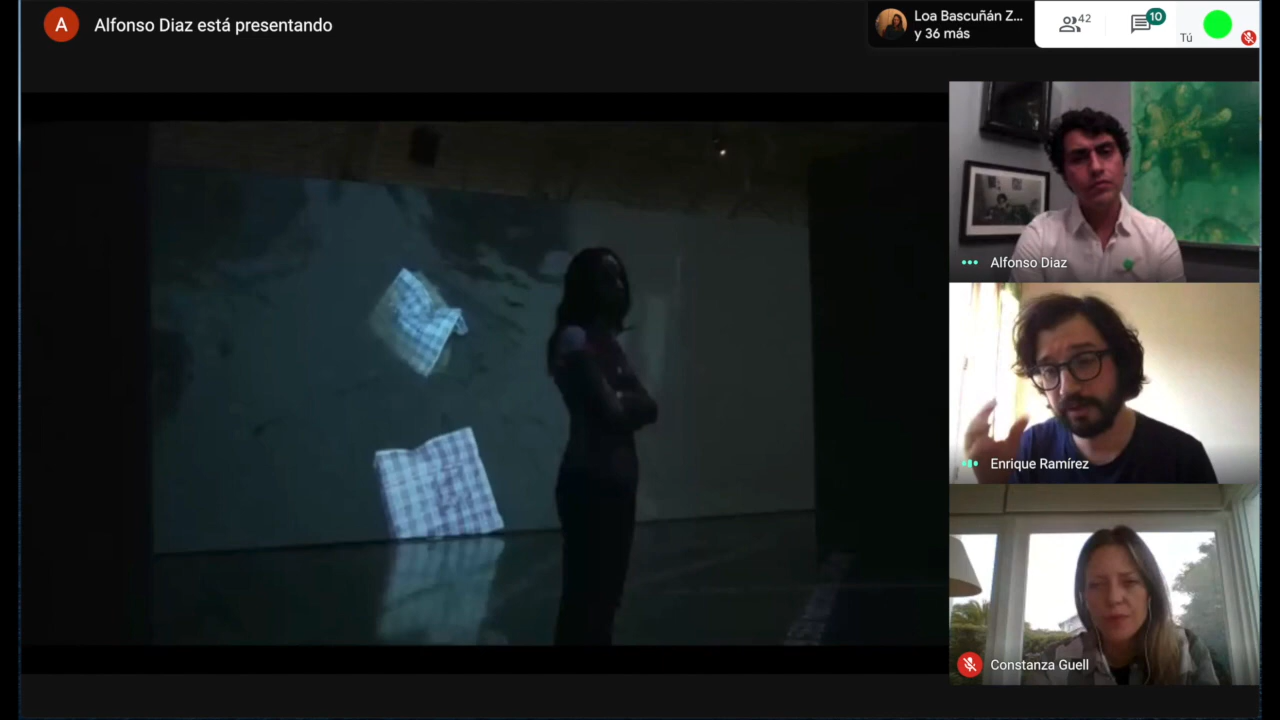 A
Alfonso Diaz está presentando
Loa Bascuñán Z...
y 36 más
42
10
Tú
Alfonso Diaz
Enrique Ramírez
Constanza Guell